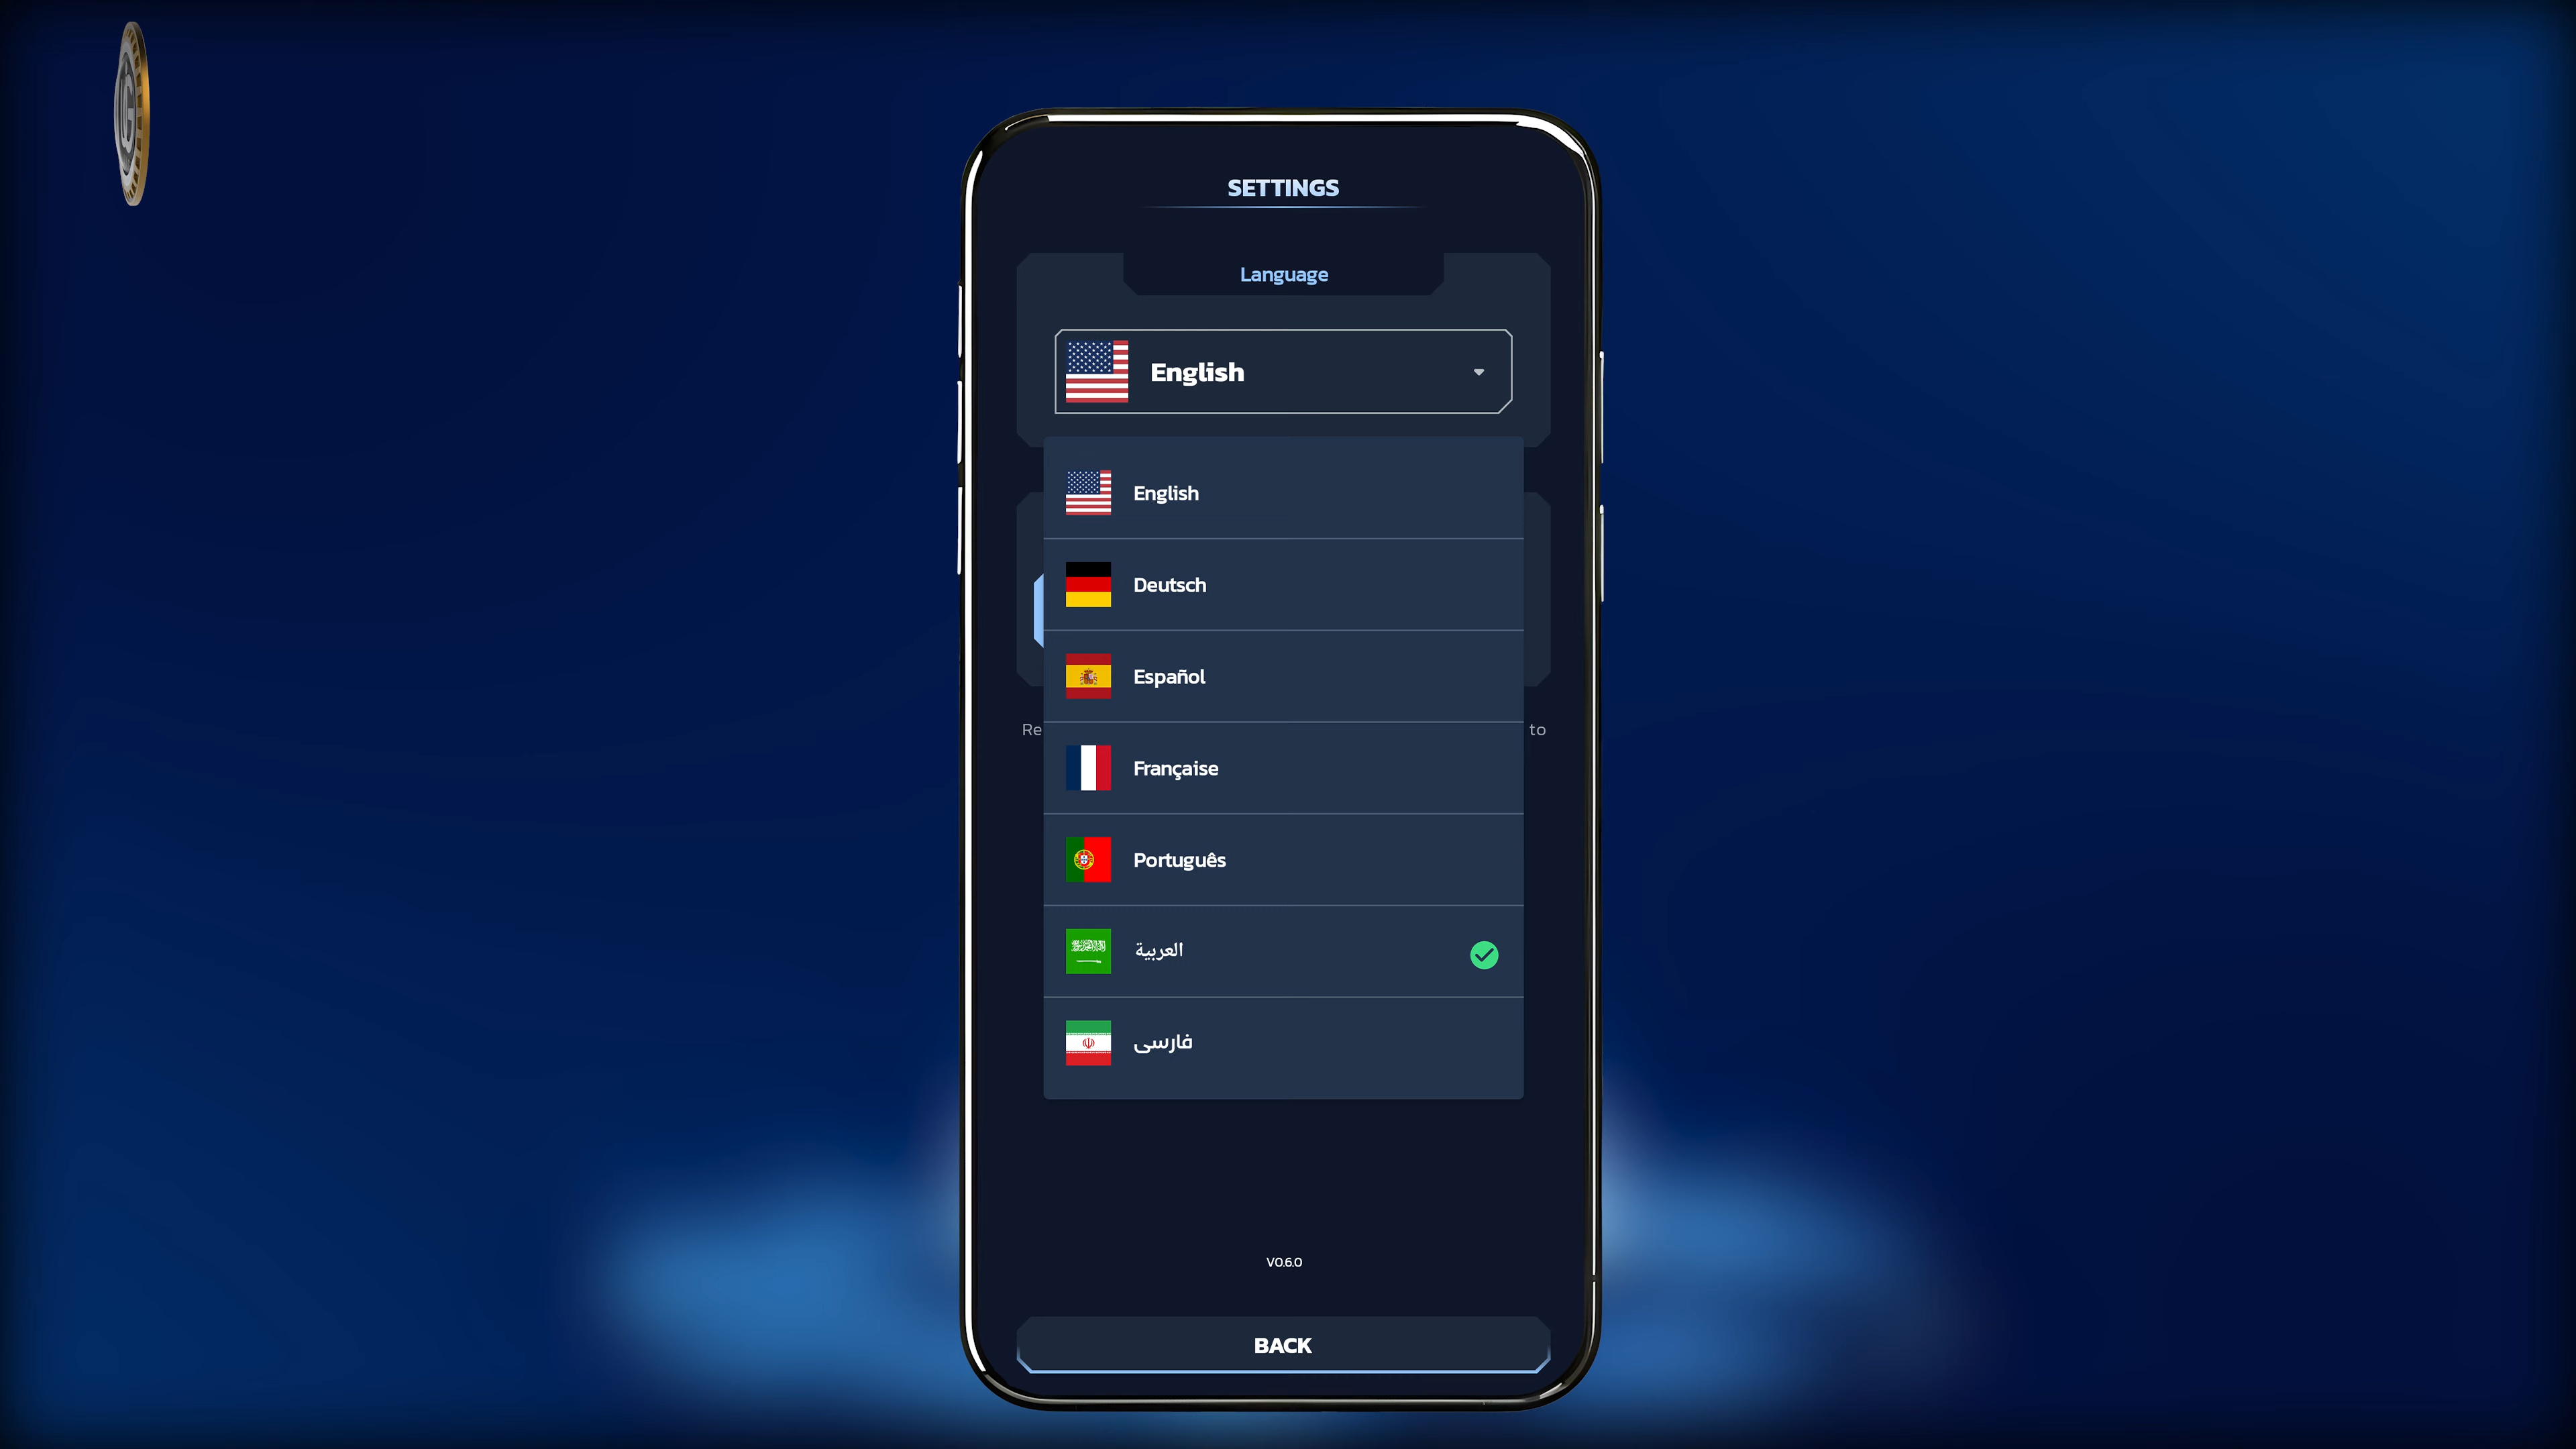 SETTINGS
Language
English
English
Deutsch
Español
Re
to
Française
Português
العربية
فارسی
V0.6.0
BACK